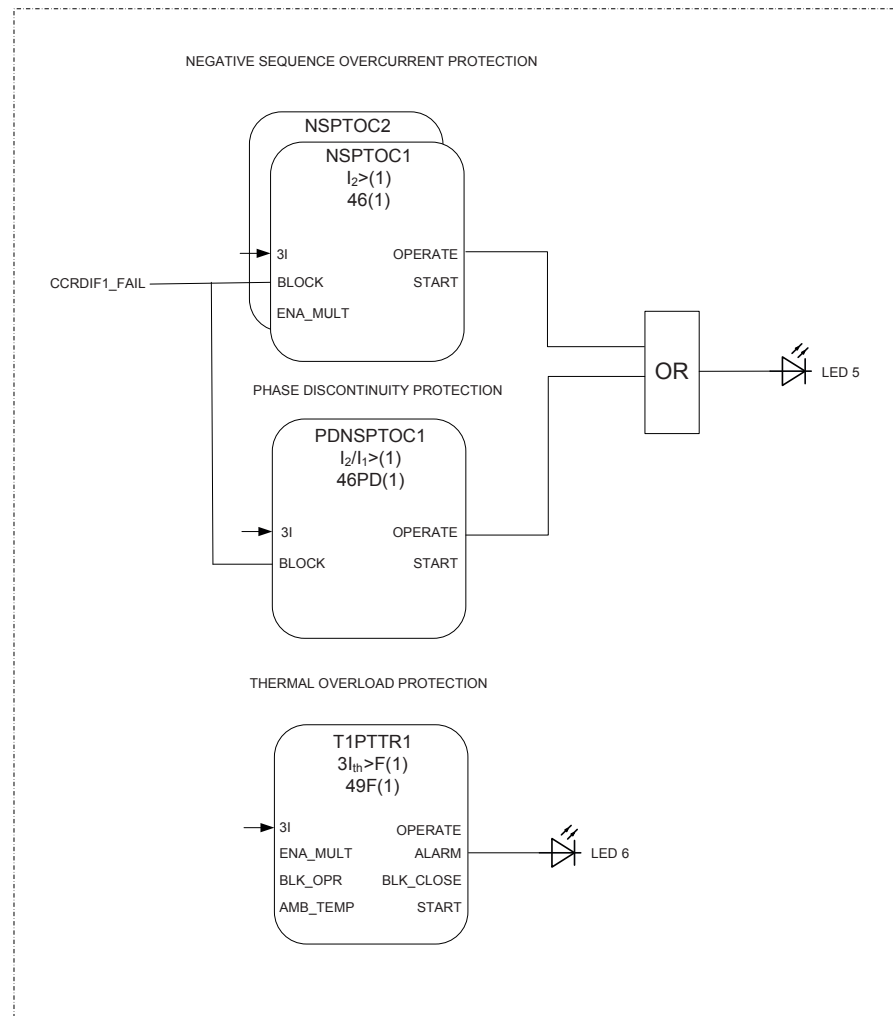 NEGATIVE SEQUENCE OVERCURRENT PROTECTION
NSPTOC2
NSPTOC1
I₂>(1)
46(1)
3I OPERATE
CCRDIF1_FAIL BLOCK START
ENA_MULT
OR
LED 5
PHASE DISCONTINUITY PROTECTION
PDNSPTOC1
I₂/I₁>(1)
46PD(1)
3I OPERATE
BLOCK START
THERMAL OVERLOAD PROTECTION
T1PTTR1
3Iₜₕ>F(1)
49F(1)
3I OPERATE
ENA_MULT ALARM LED 6
BLK_OPR BLK_CLOSE
AMB_TEMP START